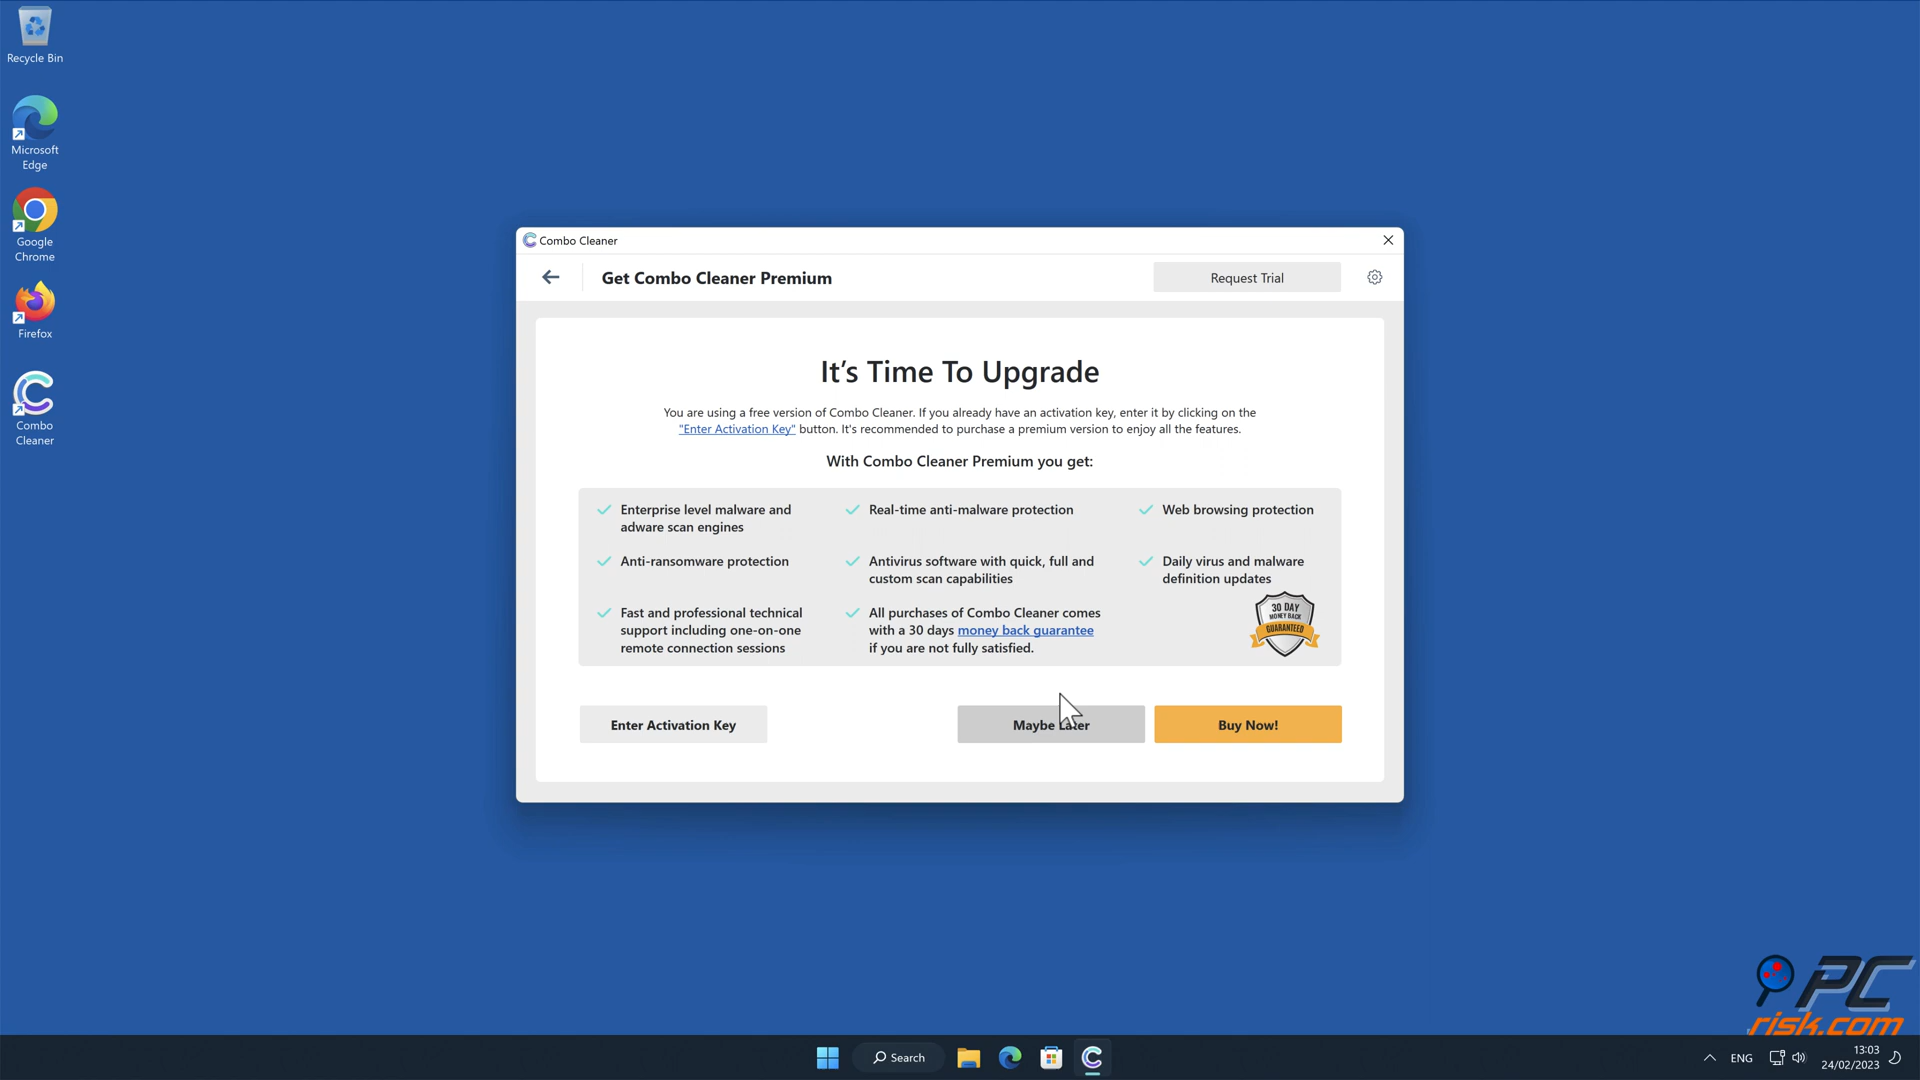 Recycle Bin
Microsoft
Edge
Google
Chrome
Firefox
Combo
Cleaner
Combo Cleaner
Get Combo Cleaner Premium
Request Trial
It’s Time To Upgrade
You are using a free version of Combo Cleaner. If you already have an activation key, enter it by clicking on the
"Enter Activation Key" button. It's recommended to purchase a premium version to enjoy all the features.
With Combo Cleaner Premium you get:
Enterprise level malware and
adware scan engines
Real-time anti-malware protection
Web browsing protection
Anti-ransomware protection
Antivirus software with quick, full and
custom scan capabilities
Daily virus and malware
definition updates
Fast and professional technical
support including one-on-one
remote connection sessions
All purchases of Combo Cleaner comes
with a 30 days money back guarantee
if you are not fully satisfied.
30 DAY
MONEY BACK
GUARANTEED
Enter Activation Key
Maybe Later
Buy Now!
PC
risk.com
Search
ENG
13:03
24/02/2023